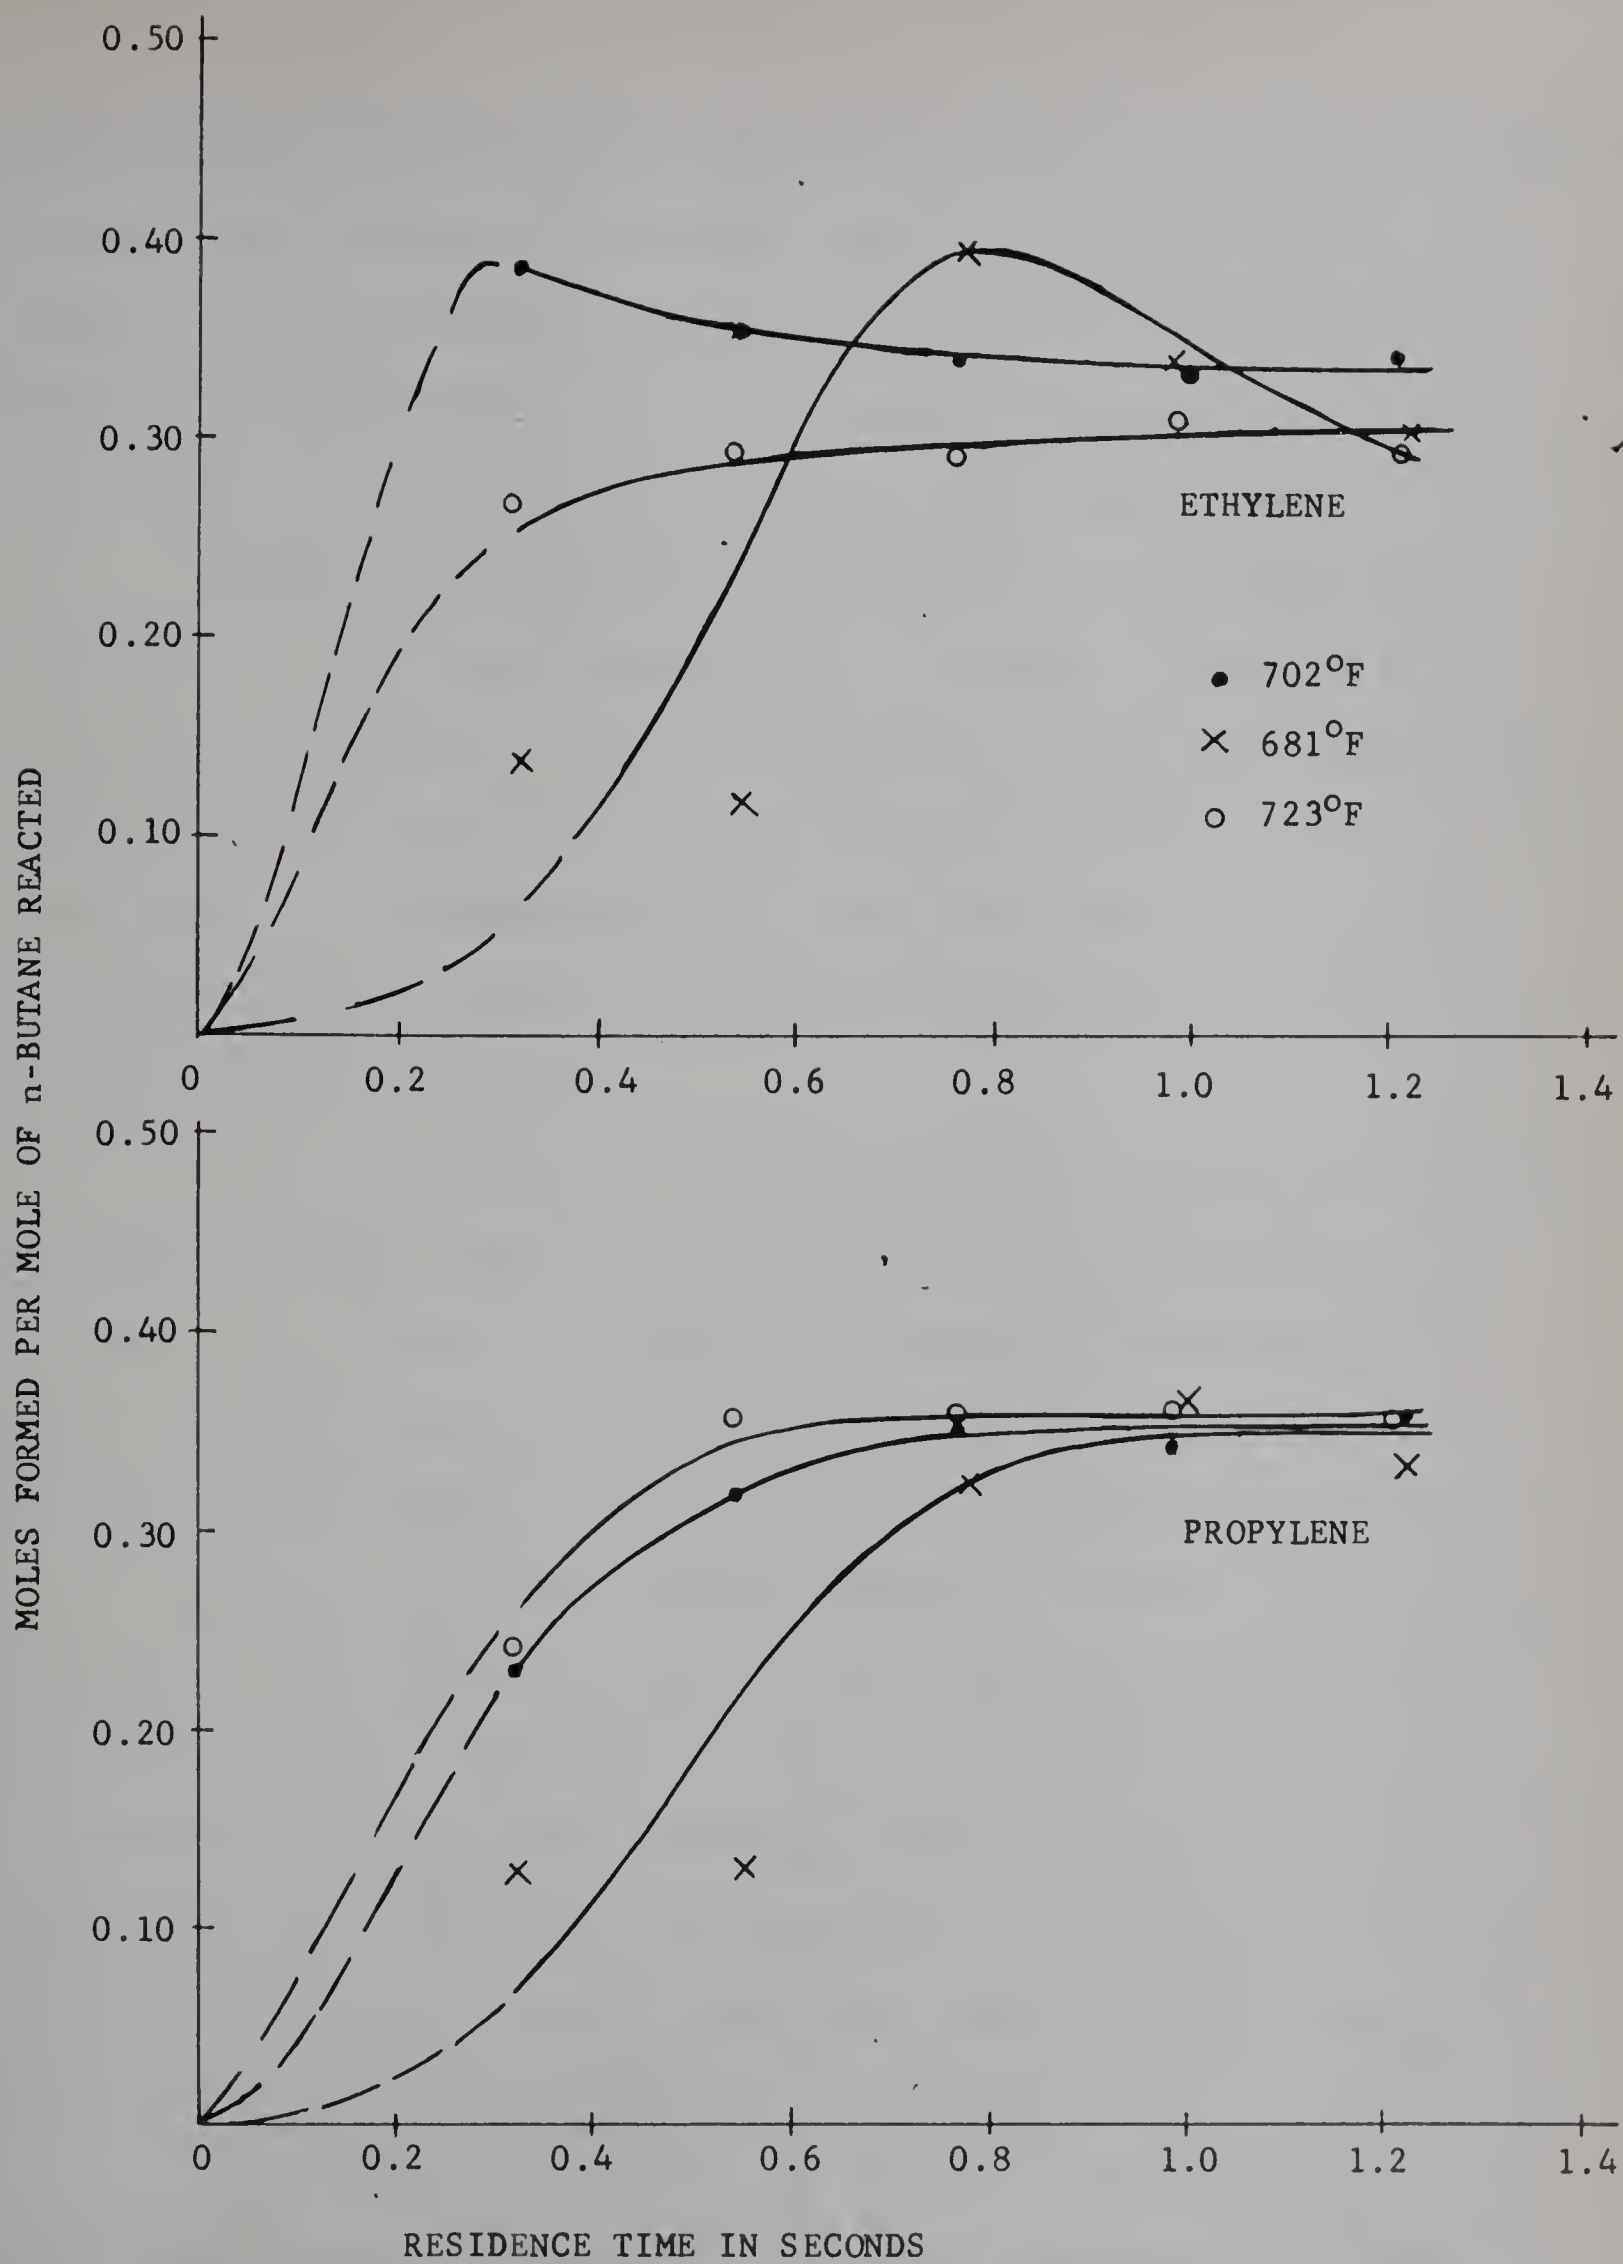 MOLES FORMED PER MOLE OF n-BUTANE REACTED
0.50
0.40
0.30
0.20
0.10
ETHYLENE
● 702°F
× 681°F
○ 723°F
0 0.2 0.4 0.6 0.8 1.0 1.2 1.4
0.50
0.40
0.30
0.20
0.10
PROPYLENE
0 0.2 0.4 0.6 0.8 1.0 1.2 1.4
RESIDENCE TIME IN SECONDS